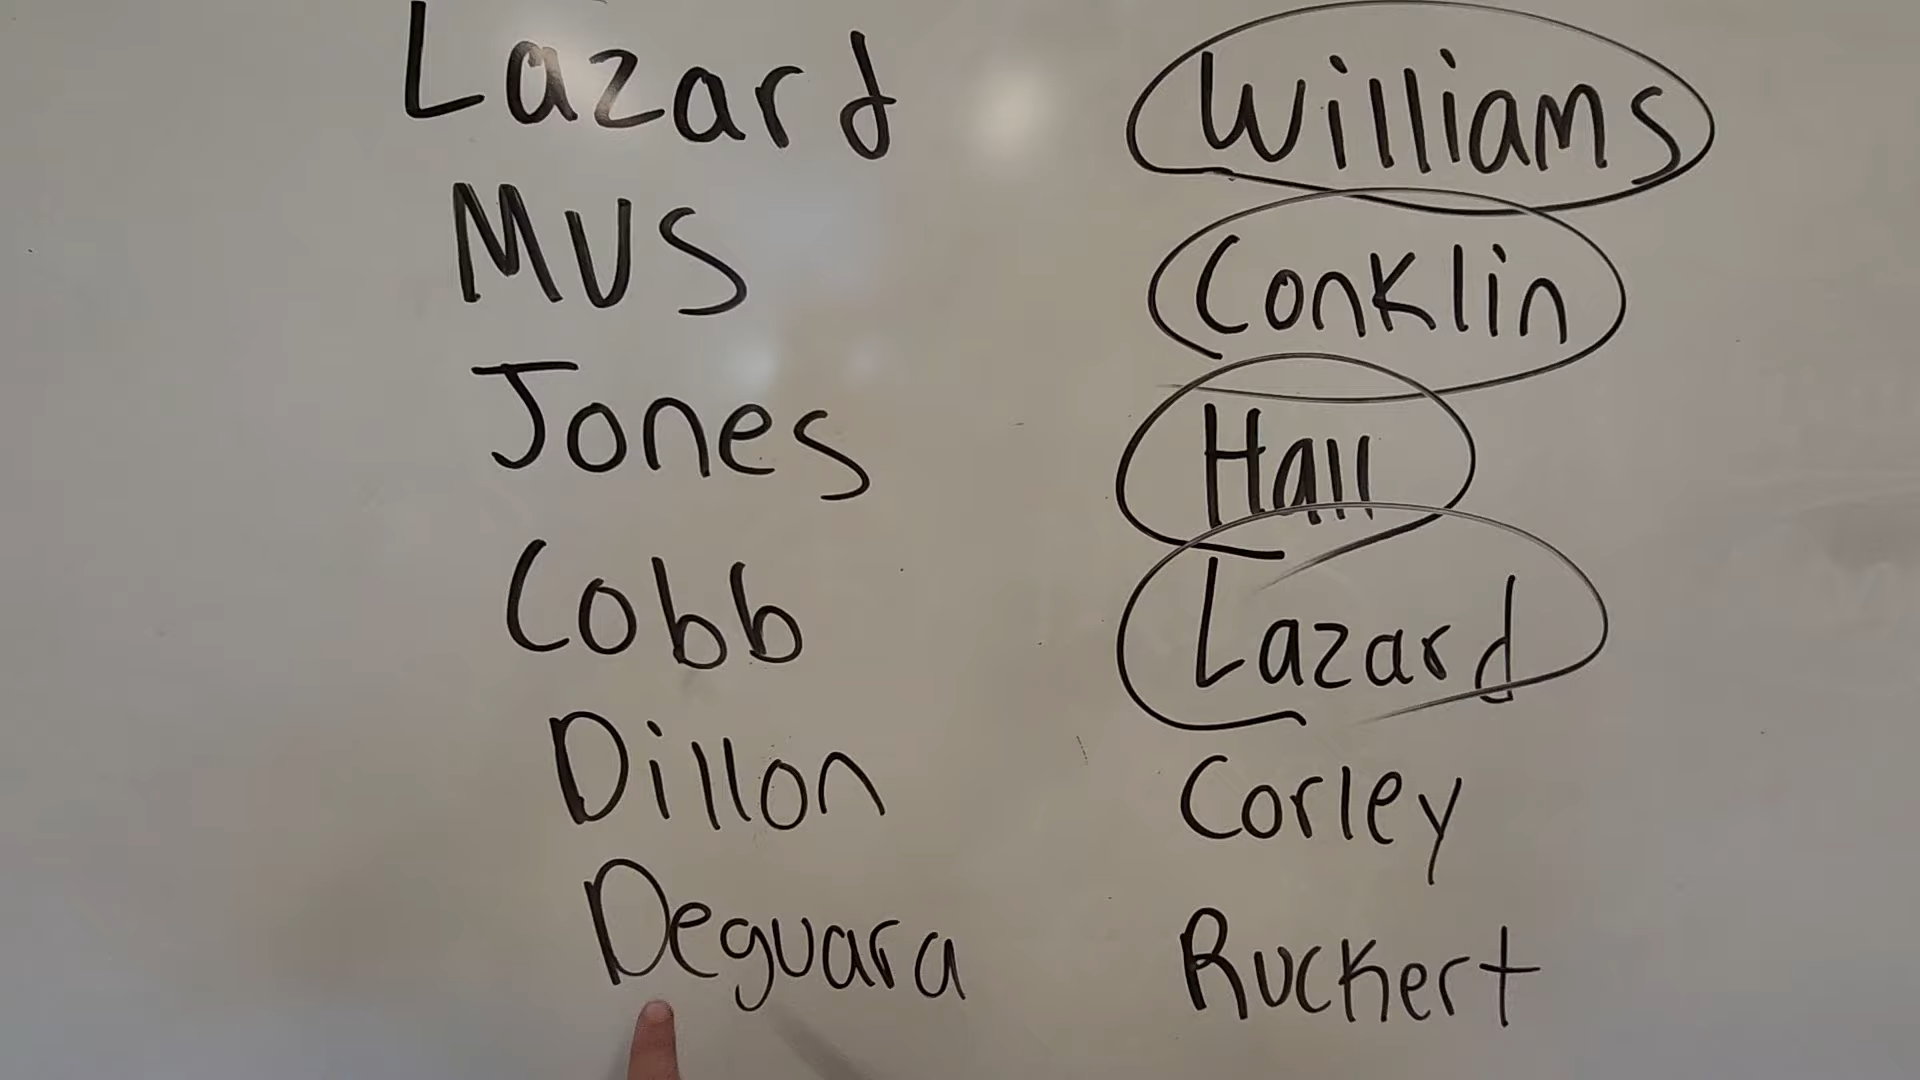 Lazard
MVS
Jones
Cobb
Dillon
Deguara
Williams
Conklin
Hall
Lazard
Corley
Ruckert